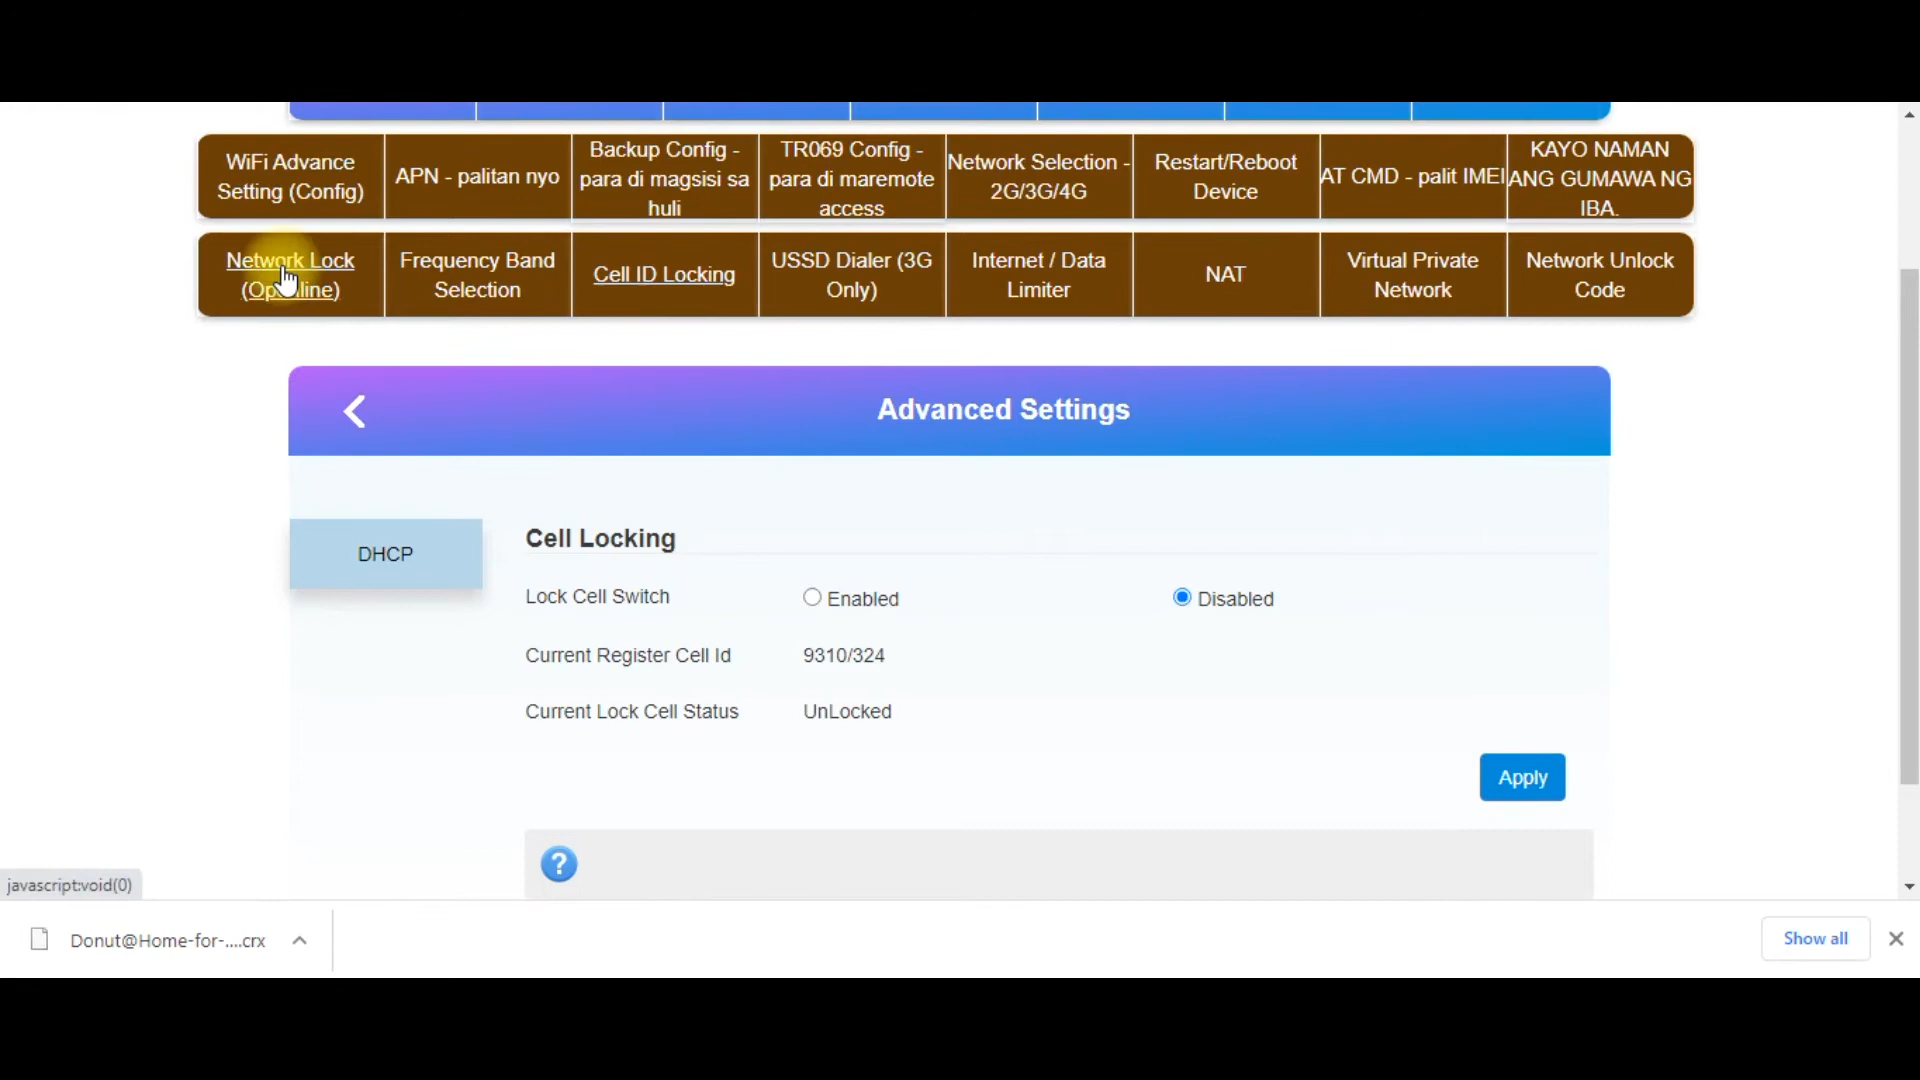 WiFi Advance
Setting (Config)
APN - palitan nyo
Backup Config -
para di magsisi sa
huli
TR069 Config -
para di maremote
access
Network Selection -
2G/3G/4G
Restart/Reboot
Device
AT CMD - palit IMEI
KAYO NAMAN
ANG GUMAWA NG
IBA.
Network Lock
Frequency Band
Selection
Cell ID Locking
USSD Dialer (3G
Only)
Internet / Data
Limiter
NAT
Virtual Private
Network
Network Unlock
Code
Advanced Settings
DHCP
Cell Locking
Lock Cell Switch
Enabled
Disabled
Current Register Cell Id
9310/324
Current Lock Cell Status
UnLocked
Apply
?
javascript:void(0)
Donut@Home-for-....crx
Show all